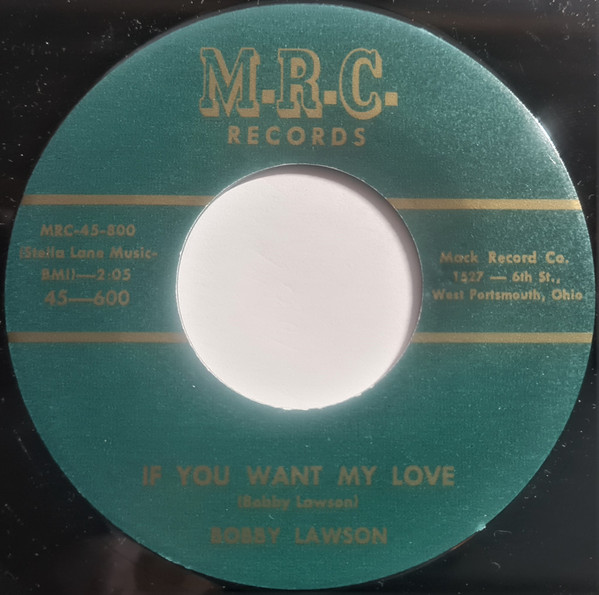 M.R.C.
RECORDS
MRC-45-800
(Stella Lane Music-
BMI)—2:05
45—600
Mack Record Co.
1527 — 6th St.,
West Portsmouth, Ohio
IF YOU WANT MY LOVE
(Bobby Lawson)
BOBBY LAWSON